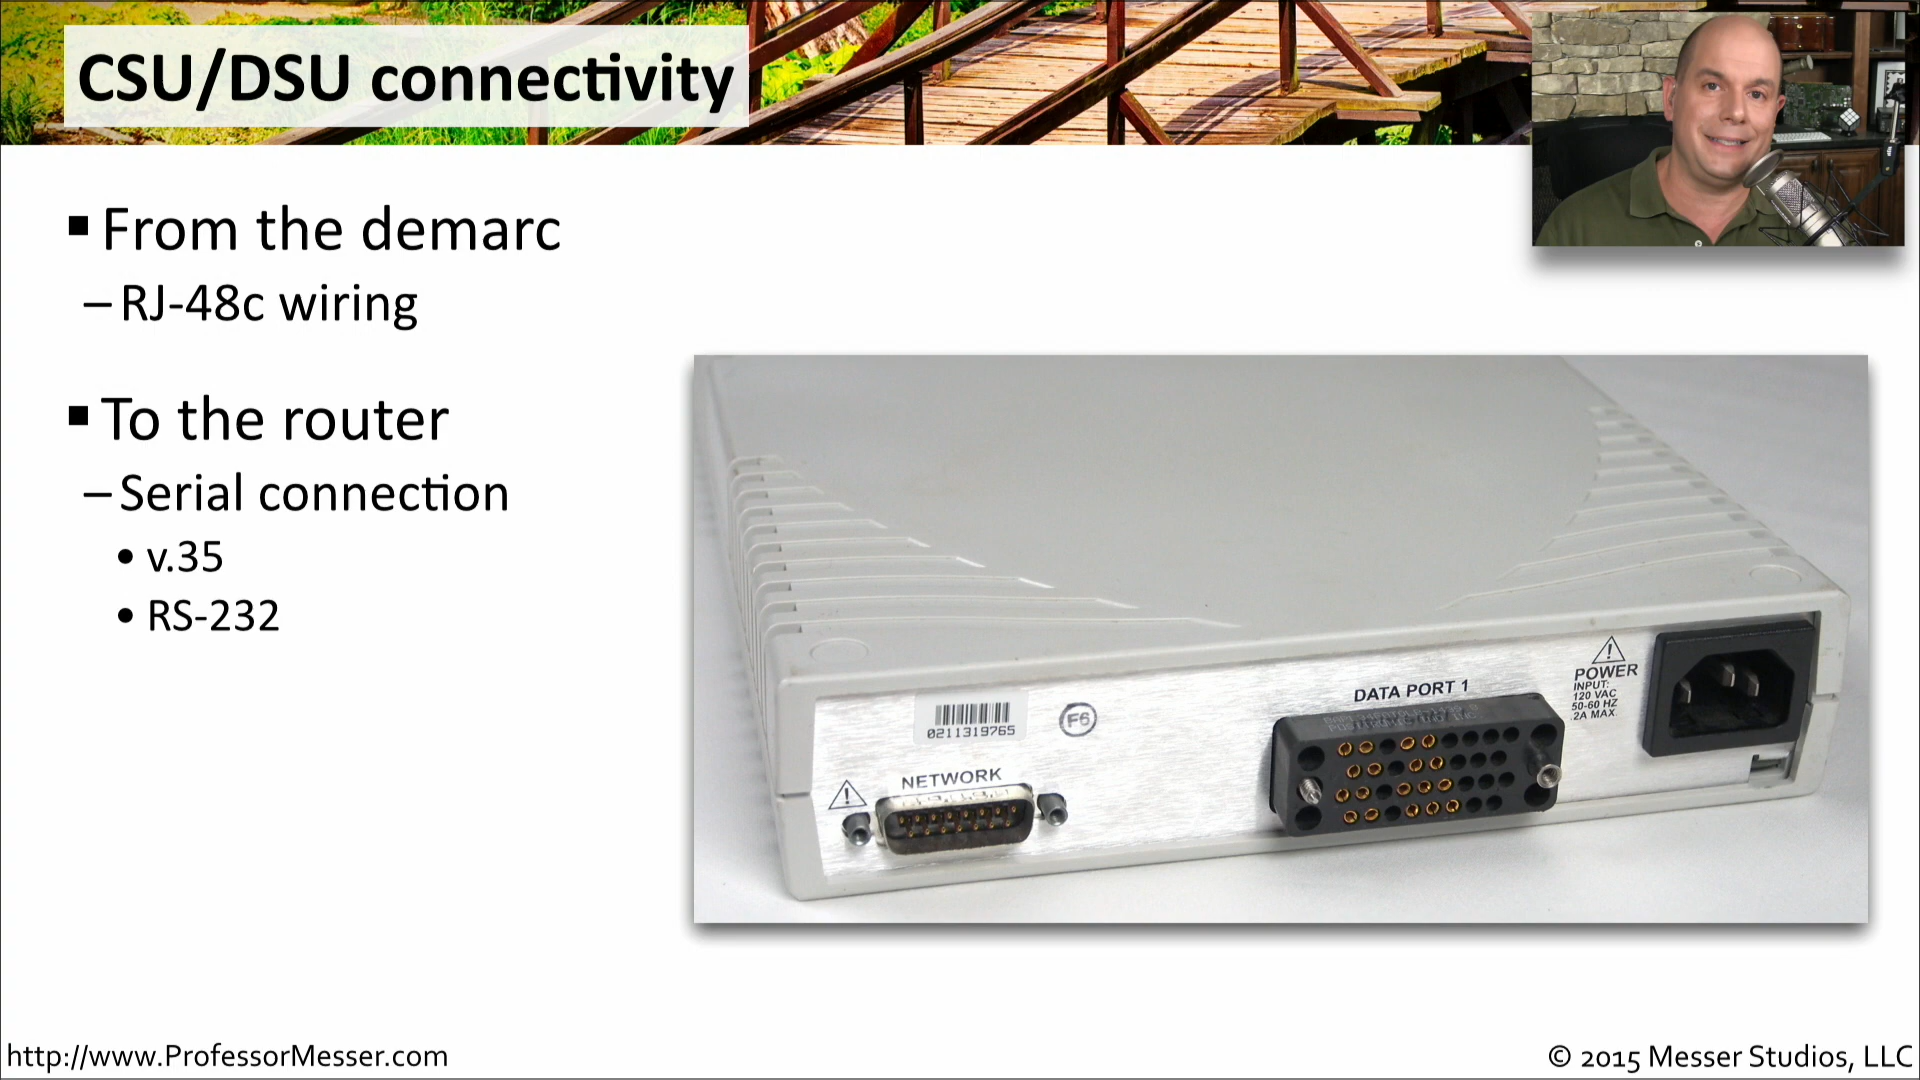 CSU/DSU connectivity
▪ From the demarc
– RJ-48c wiring
▪ To the router
– Serial connection
• v.35
• RS-232
0211319765
F6
NETWORK
DATA PORT 1
POWER
INPUT:
120 VAC
50-60 HZ
.2A MAX.
http://www.ProfessorMesser.com
© 2015 Messer Studios, LLC